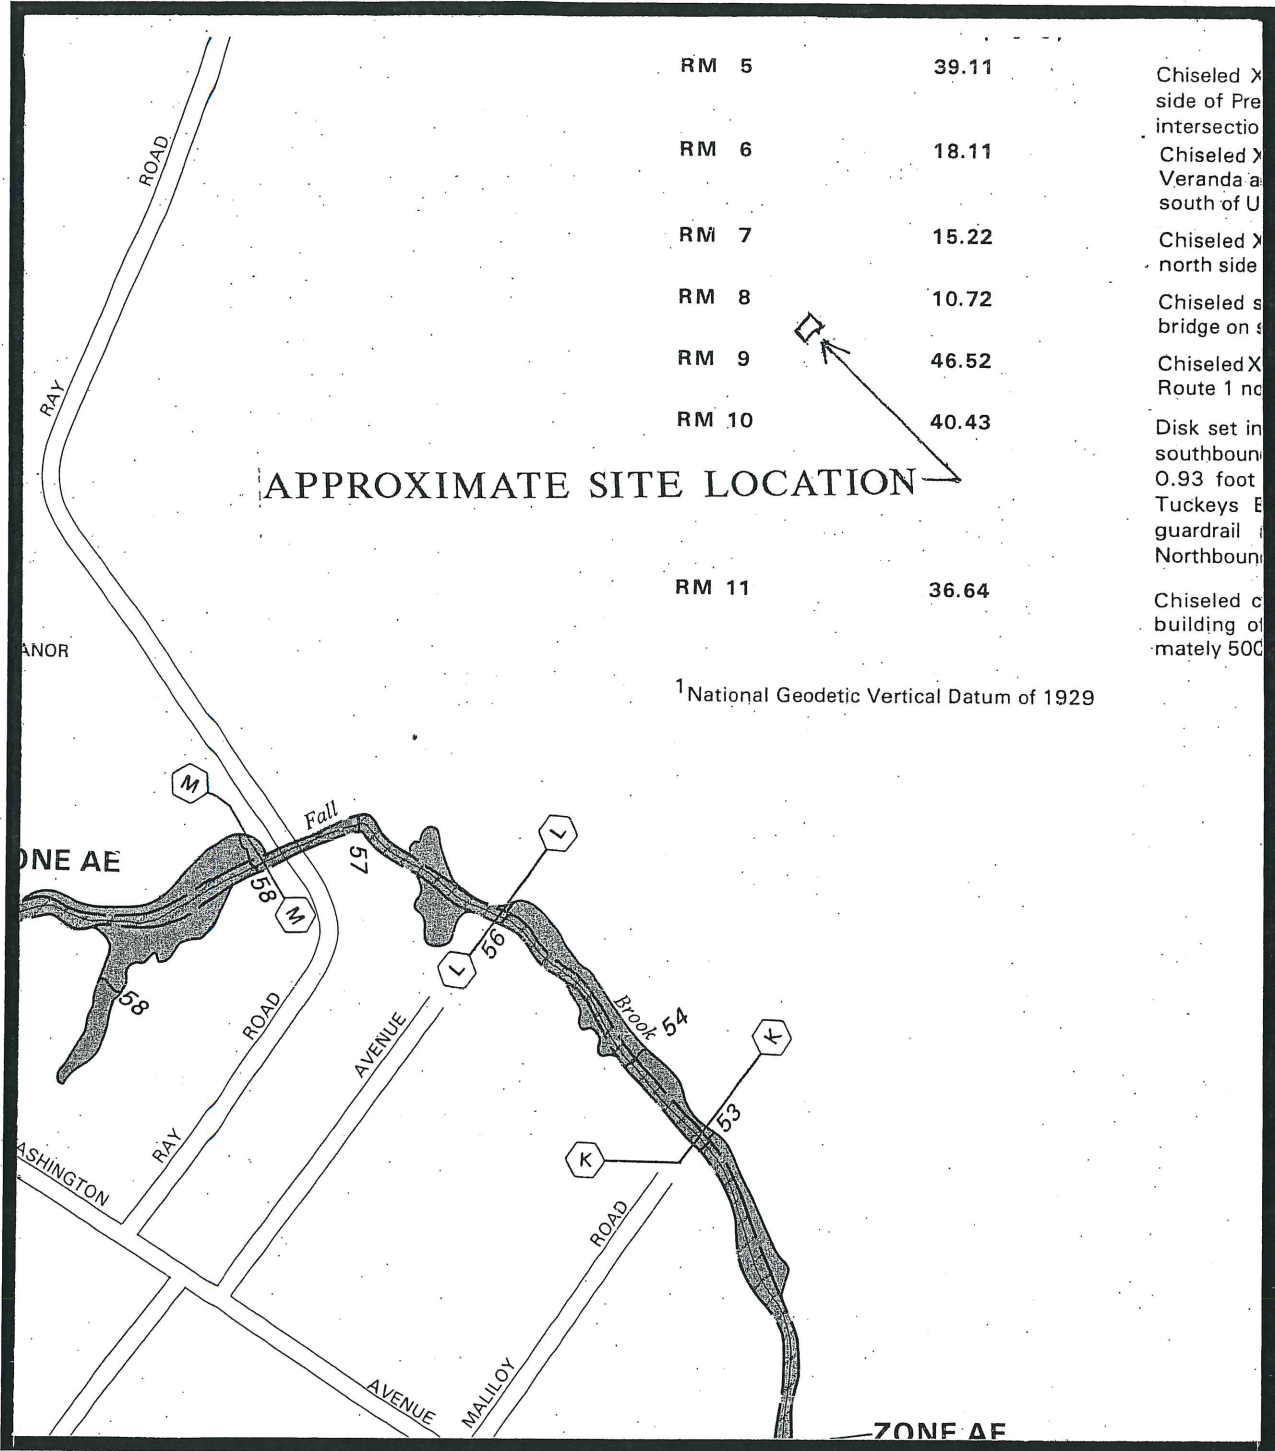 RM 5 39.11
Chiseled X
side of Pre
intersectio
RM 6 18.11
Chiseled X
Veranda a
south of U
RM 7 15.22
Chiseled X
north side
RM 8 10.72
Chiseled s
bridge on s
RM 9 46.52
Chiseled X
Route 1 no
RM 10 40.43
Disk set in
southboun
0.93 foot
Tuckeys B
guardrail
Northboun
APPROXIMATE SITE LOCATION
RM 11 36.64
Chiseled c
building of
mately 500
1 National Geodetic Vertical Datum of 1929
ROAD
RAY
ANOR
M
Fall
L
ONE AE
57
58
M
56
L
58
ROAD
AVENUE
Brook
54
K
53
RAY
K
ASHINGTON
ROAD
MALILOY
AVENUE
ZONE AE